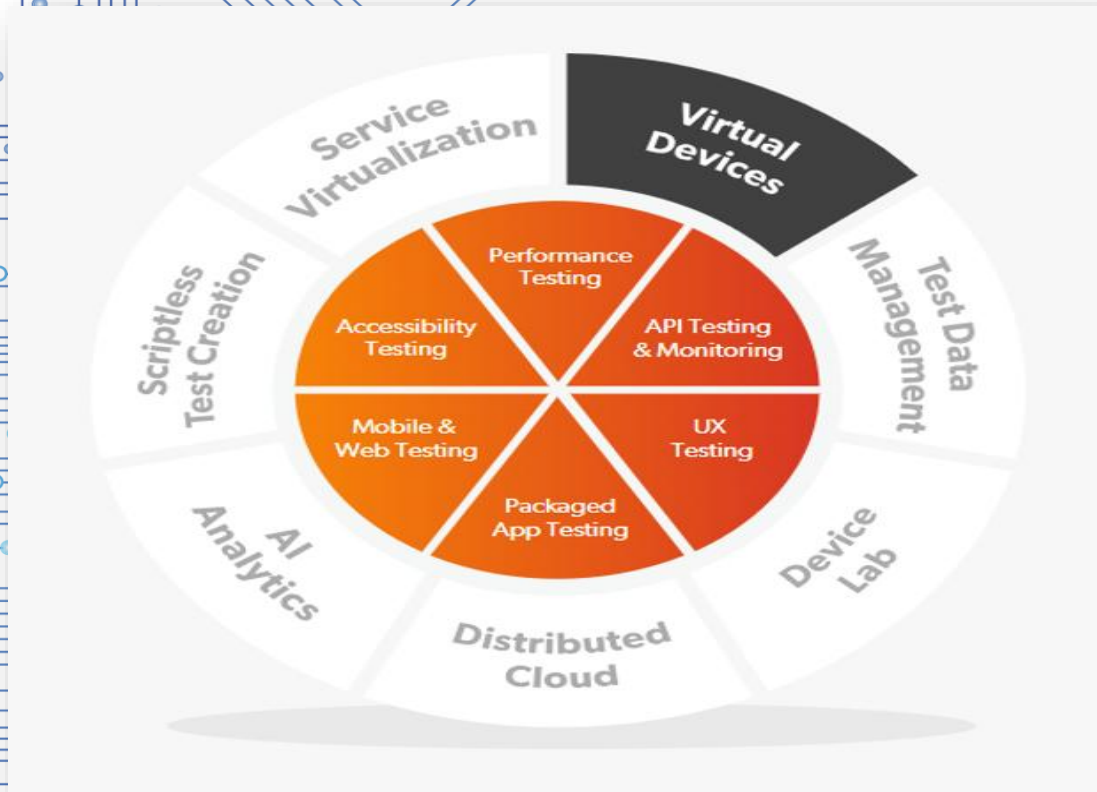 Service
Virtualization
Virtual
Devices
Test Data
Management
Device
Lab
Distributed
Cloud
AI
Analytics
Scriptless
Test Creation
Performance
Testing
API Testing
& Monitoring
UX
Testing
Packaged
App Testing
Mobile &
Web Testing
Accessibility
Testing